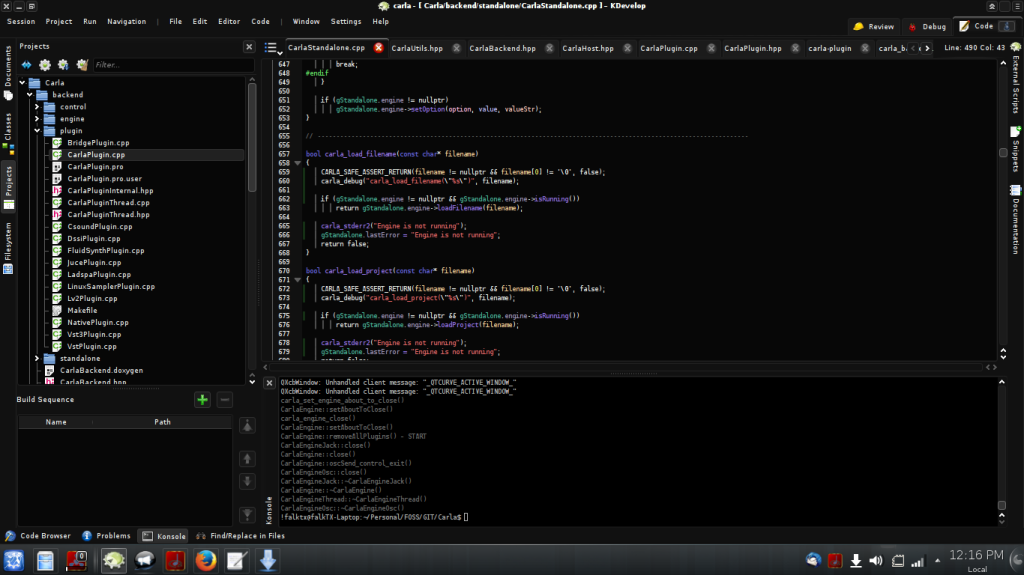 carla - [ Carla/backend/standalone/CarlaStandalone.cpp ] - KDevelop
Session Project Run Navigation File Edit Editor Code Window Settings Help
Review Debug Code
Projects
CarlaStandalone.cpp CarlaUtils.hpp CarlaBackend.hpp CarlaHost.hpp CarlaPlugin.cpp CarlaPlugin.hpp carla-plugin carla_b
Line: 490 Col: 43
Documents
Classes
Projects
Filesystem
Filter...
Carla
backend
control
engine
plugin
BridgePlugin.cpp
CarlaPlugin.cpp
CarlaPlugin.pro
CarlaPlugin.pro.user
CarlaPluginInternal.hpp
CarlaPluginThread.cpp
CarlaPluginThread.hpp
CsoundPlugin.cpp
DssiPlugin.cpp
FluidSynthPlugin.cpp
JucePlugin.cpp
LadspaPlugin.cpp
LinuxSamplerPlugin.cpp
Lv2Plugin.cpp
Makefile
NativePlugin.cpp
Vst3Plugin.cpp
VstPlugin.cpp
standalone
CarlaBackend.doxygen
CarlaBackend.hpp
Build Sequence
Name Path
647 break;
648 #endif
649 }
650
651 if (gStandalone.engine != nullptr)
652 gStandalone.engine->setOption(option, value, valueStr);
653 }
654
655 // -------------------------------------------------------------------------------------------------------------------
656
657 bool carla_load_filename(const char* filename)
658 {
659 CARLA_SAFE_ASSERT_RETURN(filename != nullptr && filename[0] != '\0', false);
660 carla_debug("carla_load_filename(\"%s\")", filename);
661
662 if (gStandalone.engine != nullptr && gStandalone.engine->isRunning())
663 return gStandalone.engine->loadFilename(filename);
664
665 carla_stderr2("Engine is not running");
666 gStandalone.lastError = "Engine is not running";
667 return false;
668 }
669
670 bool carla_load_project(const char* filename)
671 {
672 CARLA_SAFE_ASSERT_RETURN(filename != nullptr && filename[0] != '\0', false);
673 carla_debug("carla_load_project(\"%s\")", filename);
674
675 if (gStandalone.engine != nullptr && gStandalone.engine->isRunning())
676 return gStandalone.engine->loadProject(filename);
677
678 carla_stderr2("Engine is not running");
679 gStandalone.lastError = "Engine is not running";
680 return false;
External Scripts
Snippets
Documentation
QXcbWindow: Unhandled client message: "_QTCURVE_ACTIVE_WINDOW_"
QXcbWindow: Unhandled client message: "_QTCURVE_ACTIVE_WINDOW_"
carla_set_engine_about_to_close()
CarlaEngine::setAboutToClose()
carla_engine_close()
CarlaEngine::setAboutToClose()
CarlaEngine::removeAllPlugins() - START
CarlaEngineJack::close()
CarlaEngine::close()
CarlaEngine::oscSend_control_exit()
CarlaEngineOsc::close()
CarlaEngineJack::~CarlaEngineJack()
CarlaEngine::~CarlaEngine()
CarlaEngineThread::~CarlaEngineThread()
CarlaEngineOsc::~CarlaEngineOsc()
!falktx@falkTX-Laptop:~/Personal/FOSS/GIT/Carla$
Konsole
Code Browser Problems Konsole Find/Replace in Files
12:16 PM
Local